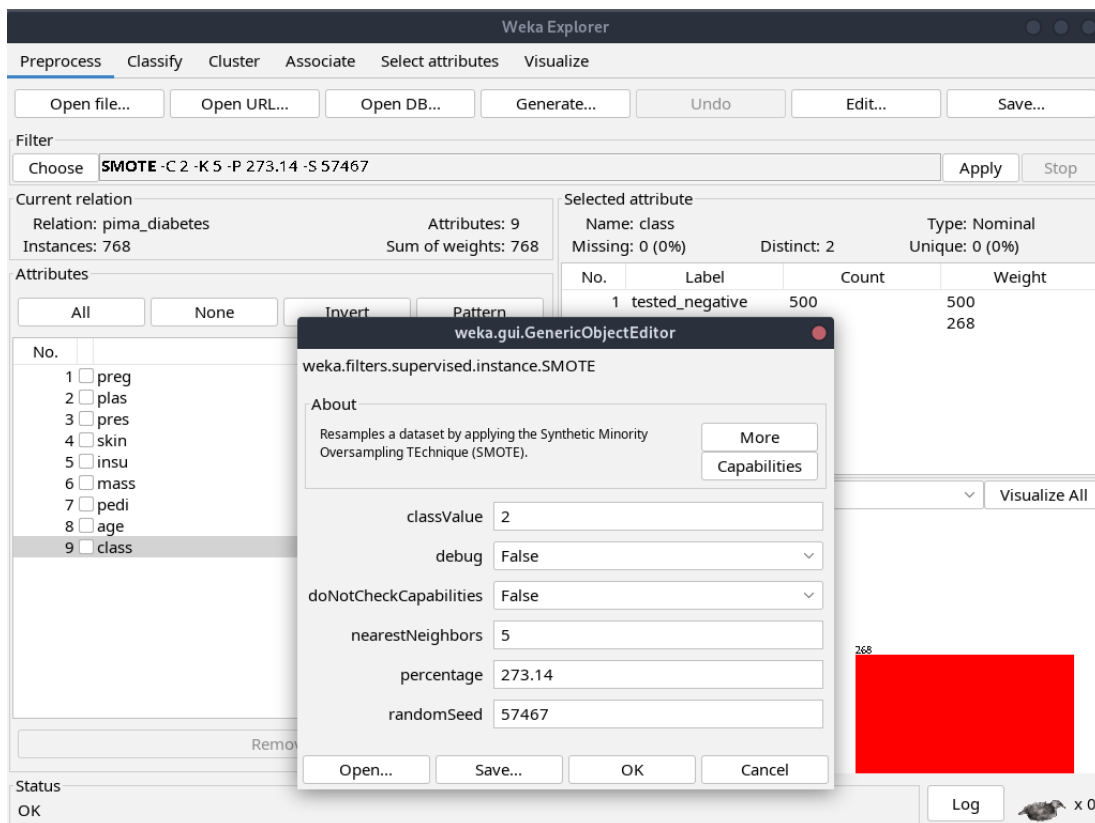 Weka Explorer
Preprocess Classify Cluster Associate Select attributes Visualize
Open file... Open URL... Open DB... Generate... Undo Edit... Save...
Filter
Choose SMOTE -C 2 -K 5 -P 273.14 -S 57467 Apply Stop
Current relation
Relation: pima_diabetes Attributes: 9
Instances: 768 Sum of weights: 768
Selected attribute
Name: class Type: Nominal
Missing: 0 (0%) Distinct: 2 Unique: 0 (0%)
No. Label Count Weight
1 tested_negative 500 500
268
Attributes
All None Invert Pattern
No.
1 preg
2 plas
3 pres
4 skin
5 insu
6 mass
7 pedi
8 age
9 class
weka.gui.GenericObjectEditor
weka.filters.supervised.instance.SMOTE
About
Resamples a dataset by applying the Synthetic Minority
Oversampling TEchnique (SMOTE).
More
Capabilities
classValue 2
debug False
doNotCheckCapabilities False
nearestNeighbors 5
percentage 273.14
randomSeed 57467
Open... Save... OK Cancel
Visualize All
268
Status
OK
Log x 0